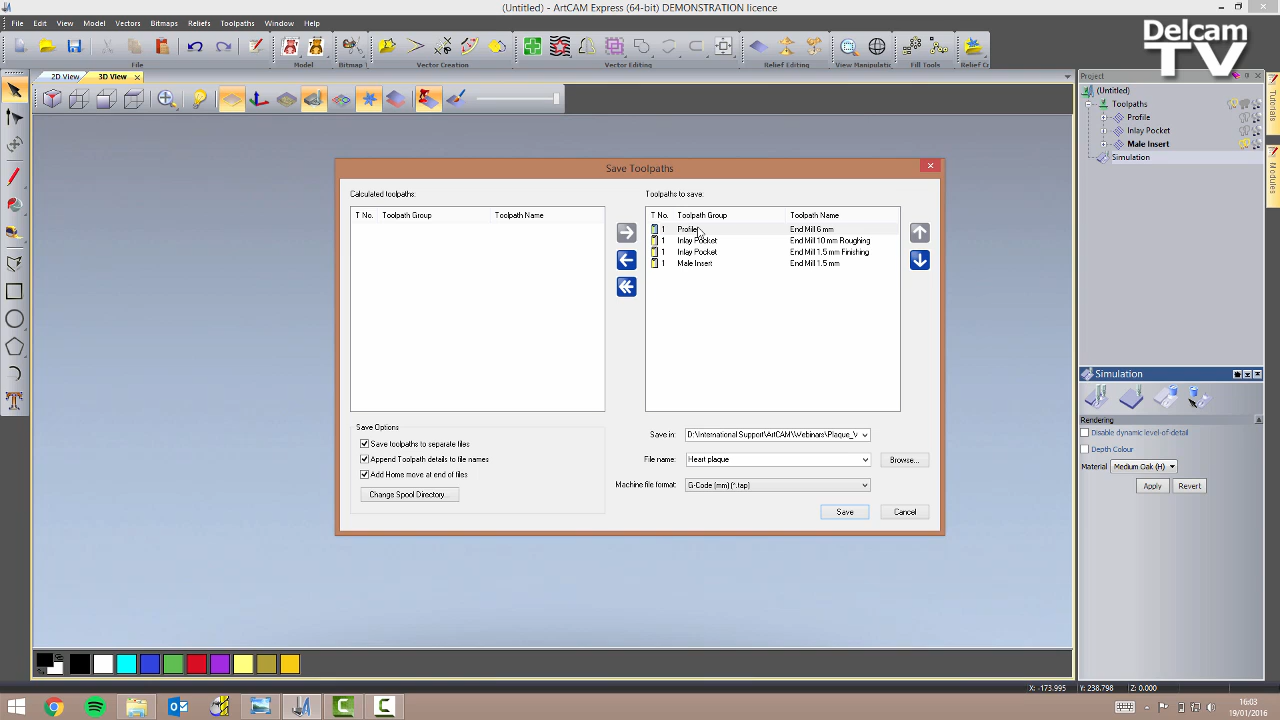 (Untitled) - ArtCAM Express (64-bit) DEMONSTRATION licence
File Edit View Model Vectors Bitmaps Reliefs Toolpaths Window Help
Delcam
TV
File Model Bitmap Vector Creation Vector Editing Relief Editing View Manipulati Fill Tools Relief Cr
2D View 3D View
Project
(Untitled)
Toolpaths
Profile
Inlay Pocket
Male Insert
Simulation
Tutorials
Modules
Save Toolpaths
Calculated toolpaths:
T No. Toolpath Group Toolpath Name
Toolpaths to save:
T No. Toolpath Group Toolpath Name
1 Profile End Mill 6 mm
1 Inlay Pocket End Mill 10 mm Roughing
1 Inlay Pocket End Mill 1.5 mm Finishing
1 Male Insert End Mill 1.5 mm
Save Options
Save toolpaths to separate files
Append Toolpath details to file names
Add Home move at end of files
Change Spool Directory...
Save in: D:\International Support\ArtCAM\Webinars\Plaque_V
File name: Heart plaque
Browse...
Machine file format: G-Code (mm) (*.tap)
Save Cancel
Simulation
Rendering
Disable dynamic level-of-detail
Depth Colour
Material Medium Oak (H)
Apply Revert
X: -173.995 Y: 238.798 Z: 0.000
16:03
19/01/2016